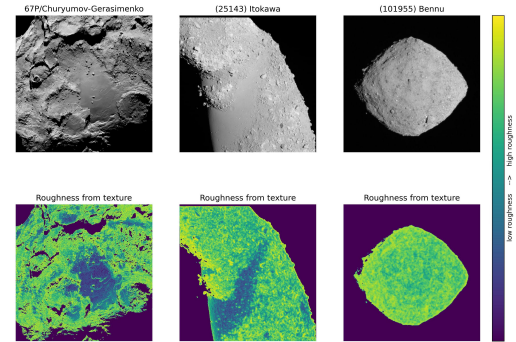 67P/Churyumov-Gerasimenko
(25143) Itokawa
(101955) Bennu
Roughness from texture
Roughness from texture
Roughness from texture
low roughness --> high roughness